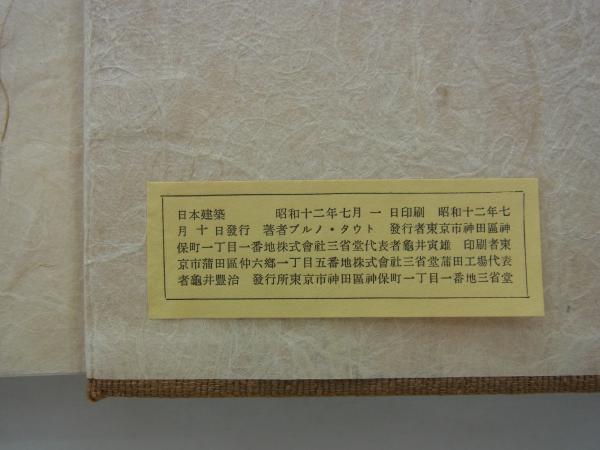 日本建築　昭和十二年七月一日印刷　昭和十二年七
月十日發行　著者ブルノ・タウト　發行者東京市神田區神
保町一丁目一番地株式會社三省堂代表者龜井寅雄　印刷者東
京市蒲田區仲六郷一丁目五番地株式會社三省堂蒲田工場代表
者龜井豐治　發行所東京市神田區神保町一丁目一番地三省堂